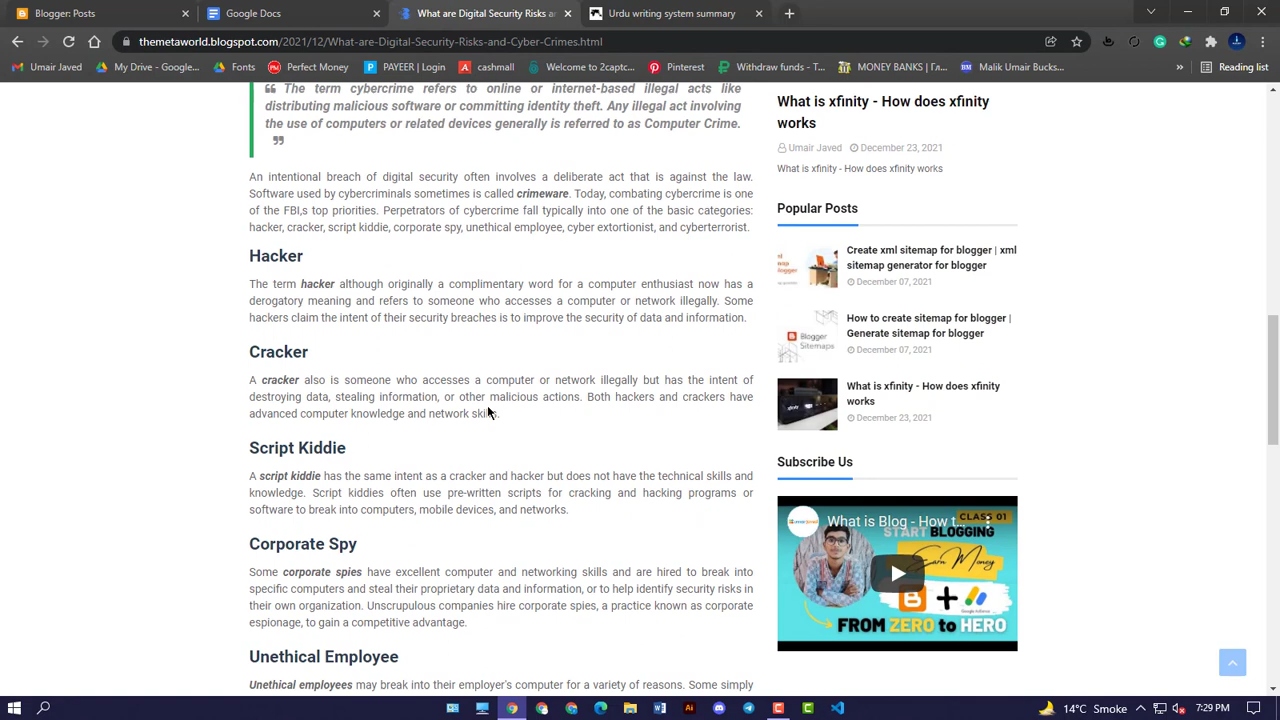 Blogger: Posts
Google Docs
What are Digital Security Risks a
Urdu writing system summary
themetaworld.blogspot.com/2021/12/What-are-Digital-Security-Risks-and-Cyber-Crimes.html
Umair Javed
My Drive - Google...
Fonts
Perfect Money
PAYEER | Login
cashmall
Welcome to 2captc...
Pinterest
Withdraw funds - T...
MONEY BANKS | Гл...
Malik Umair Bucks...
»
Reading list
❝ The term cybercrime refers to online or internet-based illegal acts like
distributing malicious software or committing identity theft. Any illegal act involving
the use of computers or related devices generally is referred to as Computer Crime.
❞
An intentional breach of digital security often involves a deliberate act that is against the law.
Software used by cybercriminals sometimes is called crimeware. Today, combating cybercrime is one
of the FBI,s top priorities. Perpetrators of cybercrime fall typically into one of the basic categories:
hacker, cracker, script kiddie, corporate spy, unethical employee, cyber extortionist, and cyberterrorist.
Hacker
The term hacker although originally a complimentary word for a computer enthusiast now has a
derogatory meaning and refers to someone who accesses a computer or network illegally. Some
hackers claim the intent of their security breaches is to improve the security of data and information.
Cracker
A cracker also is someone who accesses a computer or network illegally but has the intent of
destroying data, stealing information, or other malicious actions. Both hackers and crackers have
advanced computer knowledge and network skills.
Script Kiddie
A script kiddie has the same intent as a cracker and hacker but does not have the technical skills and
knowledge. Script kiddies often use pre-written scripts for cracking and hacking programs or
software to break into computers, mobile devices, and networks.
Corporate Spy
Some corporate spies have excellent computer and networking skills and are hired to break into
specific computers and steal their proprietary data and information, or to help identify security risks in
their own organization. Unscrupulous companies hire corporate spies, a practice known as corporate
espionage, to gain a competitive advantage.
Unethical Employee
Unethical employees may break into their employer's computer for a variety of reasons. Some simply
What is xfinity - How does xfinity
works
Umair Javed December 23, 2021
What is xfinity - How does xfinity works
Popular Posts
Create xml sitemap for blogger | xml
sitemap generator for blogger
December 07, 2021
Blogger
Sitemaps
How to create sitemap for blogger |
Generate sitemap for blogger
December 07, 2021
What is xfinity - How does xfinity
works
December 23, 2021
Subscribe Us
What is Blog - How t...
CLASS 01
START BLOGGING
Earn Money
Google AdSense
FROM ZERO to HERO
14°C Smoke
7:29 PM